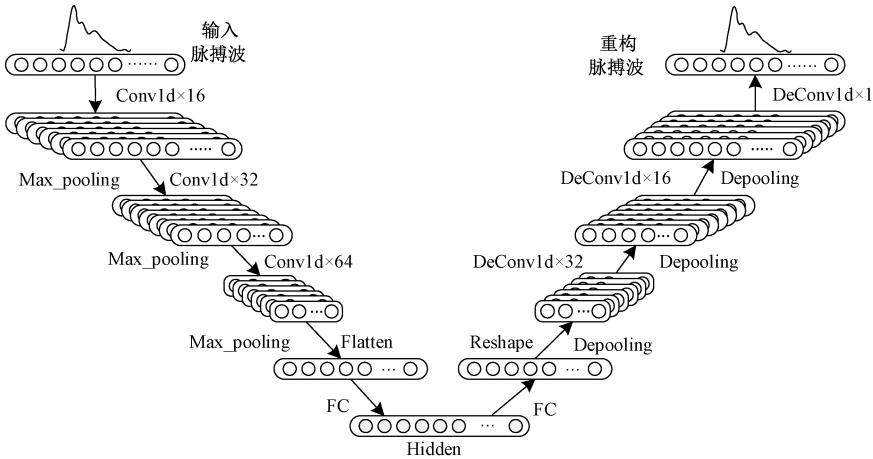 输入
脉搏波
Conv1d×16
Max_pooling
Conv1d×32
Max_pooling
Conv1d×64
Max_pooling
Flatten
FC
Hidden
FC
Reshape
Depooling
DeConv1d×32
Depooling
DeConv1d×16
Depooling
DeConv1d×1
重构
脉搏波